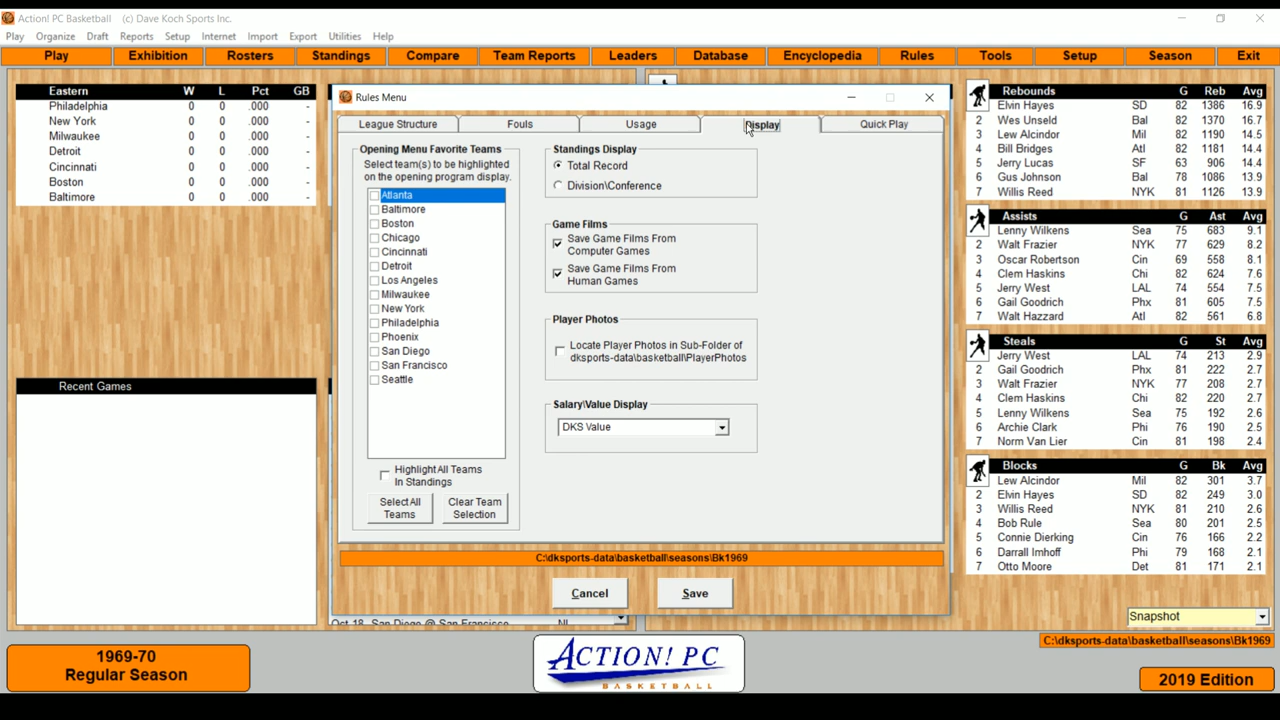 Action! PC Basketball (c) Dave Koch Sports Inc.
Play Organize Draft Reports Setup Internet Import Export Utilities Help
Play Exhibition Rosters Standings Compare Team Reports Leaders Database Encyclopedia Rules Tools Setup Season Exit
Eastern W L Pct GB
Philadelphia 0 0 .000 -
New York 0 0 .000 -
Milwaukee 0 0 .000 -
Detroit 0 0 .000 -
Cincinnati 0 0 .000 -
Boston 0 0 .000 -
Baltimore 0 0 .000 -
Recent Games
Rules Menu
League Structure Fouls Usage Display Quick Play
Opening Menu Favorite Teams
Select team(s) to be highlighted
on the opening program display.
Atlanta
Baltimore
Boston
Chicago
Cincinnati
Detroit
Los Angeles
Milwaukee
New York
Philadelphia
Phoenix
San Diego
San Francisco
Seattle
Highlight All Teams
In Standings
Select All
Teams
Clear Team
Selection
Standings Display
Total Record
Division\Conference
Game Films
Save Game Films From
Computer Games
Save Game Films From
Human Games
Player Photos
Locate Player Photos in Sub-Folder of
dksports-data\basketball\PlayerPhotos
Salary\Value Display
DKS Value
C:\dksports-data\basketball\seasons\Bk1969
Cancel Save
Oct 18 San Diego @ San Francisco NL
Rebounds G Reb Avg
Elvin Hayes SD 82 1386 16.9
2 Wes Unseld Bal 82 1370 16.7
3 Lew Alcindor Mil 82 1190 14.5
4 Bill Bridges Atl 82 1181 14.4
5 Jerry Lucas SF 63 906 14.4
6 Gus Johnson Bal 78 1086 13.9
7 Willis Reed NYK 81 1126 13.9
Assists G Ast Avg
Lenny Wilkens Sea 75 683 9.1
2 Walt Frazier NYK 77 629 8.2
3 Oscar Robertson Cin 69 558 8.1
4 Clem Haskins Chi 82 624 7.6
5 Jerry West LAL 74 554 7.5
6 Gail Goodrich Phx 81 605 7.5
7 Walt Hazzard Atl 82 561 6.8
Steals G St Avg
Jerry West LAL 74 213 2.9
2 Gail Goodrich Phx 81 222 2.7
3 Walt Frazier NYK 77 208 2.7
4 Clem Haskins Chi 82 220 2.7
5 Lenny Wilkens Sea 75 192 2.6
6 Archie Clark Phi 76 190 2.5
7 Norm Van Lier Cin 81 198 2.4
Blocks G Bk Avg
Lew Alcindor Mil 82 301 3.7
2 Elvin Hayes SD 82 249 3.0
3 Willis Reed NYK 81 210 2.6
4 Bob Rule Sea 80 201 2.5
5 Connie Dierking Cin 76 166 2.2
6 Darrall Imhoff Phi 79 168 2.1
7 Otto Moore Det 81 171 2.1
Snapshot
C:\dksports-data\basketball\seasons\Bk1969
1969-70
Regular Season
ACTION! PC
BASKETBALL
2019 Edition